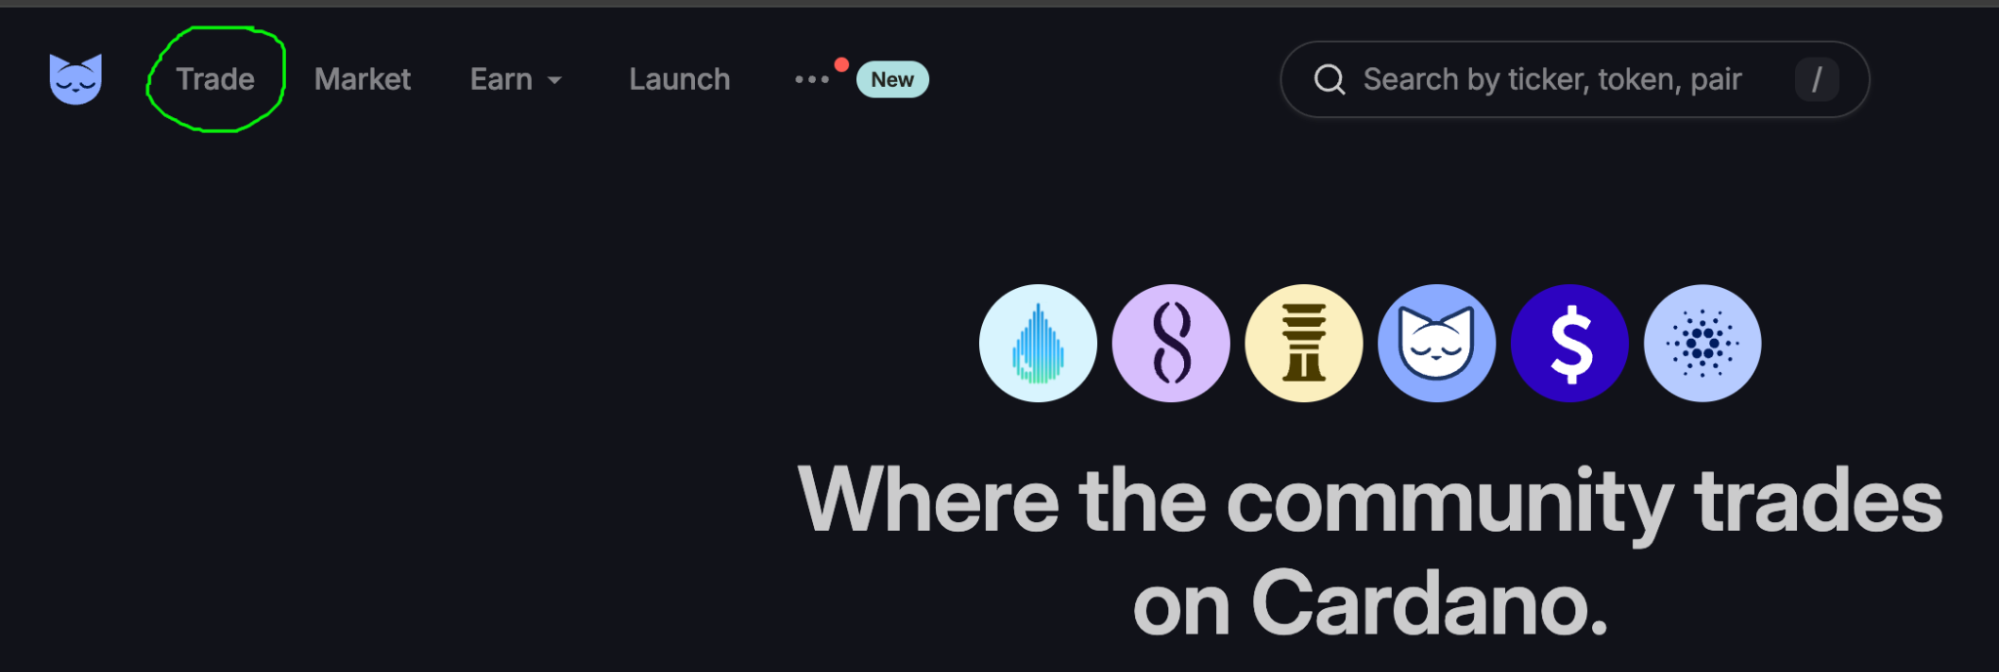 Trade Market Earn Launch ••• New Search by ticker, token, pair /
$
Where the community trades
on Cardano.